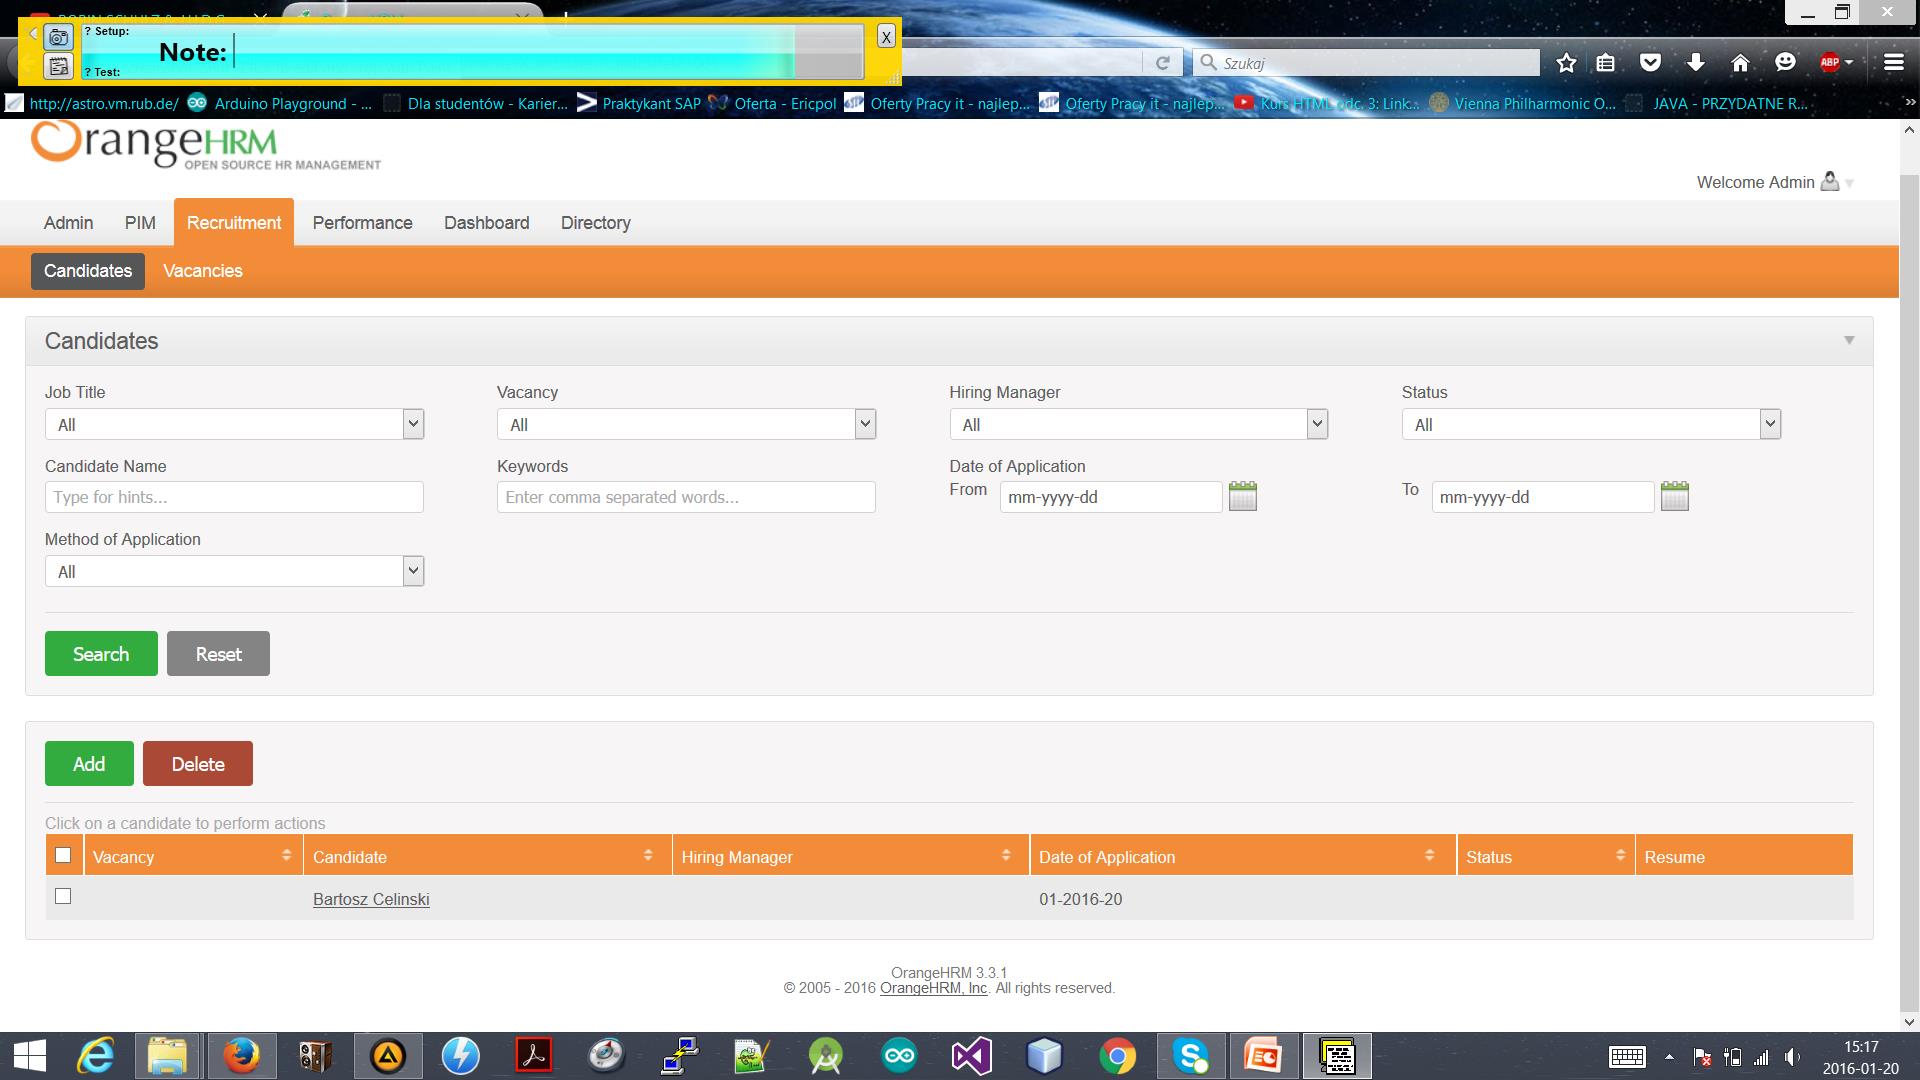 ? Setup:
Note:
? Test:
X
Szukaj
ABP
http://astro.vm.rub.de/
Arduino Playground - ...
Dla studentów - Karier...
Praktykant SAP
Oferta - Ericpol
Oferty Pracy it - najlep...
Oferty Pracy it - najlep...
Kurs HTML odc. 3: Link...
Vienna Philharmonic O...
JAVA - PRZYDATNE R...
OrangeHRM
OPEN SOURCE HR MANAGEMENT
Welcome Admin
Admin PIM Recruitment Performance Dashboard Directory
Candidates Vacancies
Candidates
Job Title Vacancy Hiring Manager Status
All All All All
Candidate Name Keywords Date of Application
Type for hints... Enter comma separated words... From mm-yyyy-dd To mm-yyyy-dd
Method of Application
All
Search Reset
Add Delete
Click on a candidate to perform actions
Vacancy Candidate Hiring Manager Date of Application Status Resume
Bartosz Celinski 01-2016-20
OrangeHRM 3.3.1
© 2005 - 2016 OrangeHRM, Inc. All rights reserved.
15:17
2016-01-20